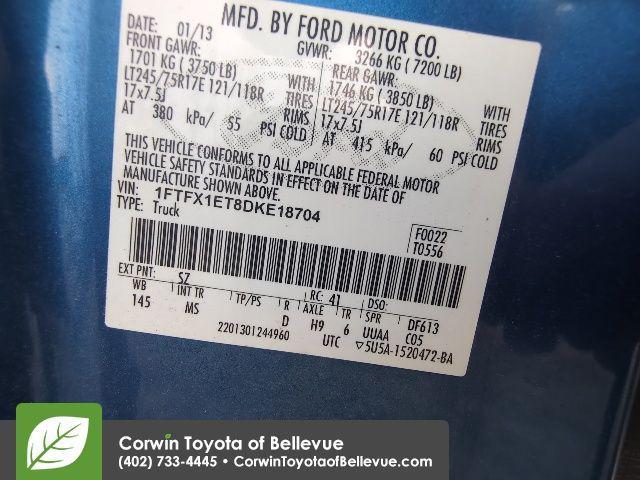 MFD. BY FORD MOTOR CO.
DATE: 01/13 GVWR: 3266 KG (7200 LB)
FRONT GAWR: REAR GAWR:
1701 KG (3750 LB) WITH 1746 KG (3850 LB) WITH
LT245/75R17E 121/118R TIRES LT245/75R17E 121/118R TIRES
17x7.5J RIMS 17x7.5J RIMS
AT 380 kPa/ 55 PSI COLD AT 415 kPa/ 60 PSI COLD
THIS VEHICLE CONFORMS TO ALL APPLICABLE FEDERAL MOTOR
VEHICLE SAFETY STANDARDS IN EFFECT ON THE DATE OF
MANUFACTURE SHOWN ABOVE.
VIN: 1FTFX1ET8DKE18704
TYPE: Truck
F0022
T0556
EXT PNT: SZ RC: 41 DSO:
WB INT TR TP/PS R AXLE TR SPR DF613
145 MS D H9 6 UUAA C05
2201301244960 UTC ▽5U5A-1520472-BA
Corwin Toyota of Bellevue
(402) 733-4445 • CorwinToyotaofBellevue.com